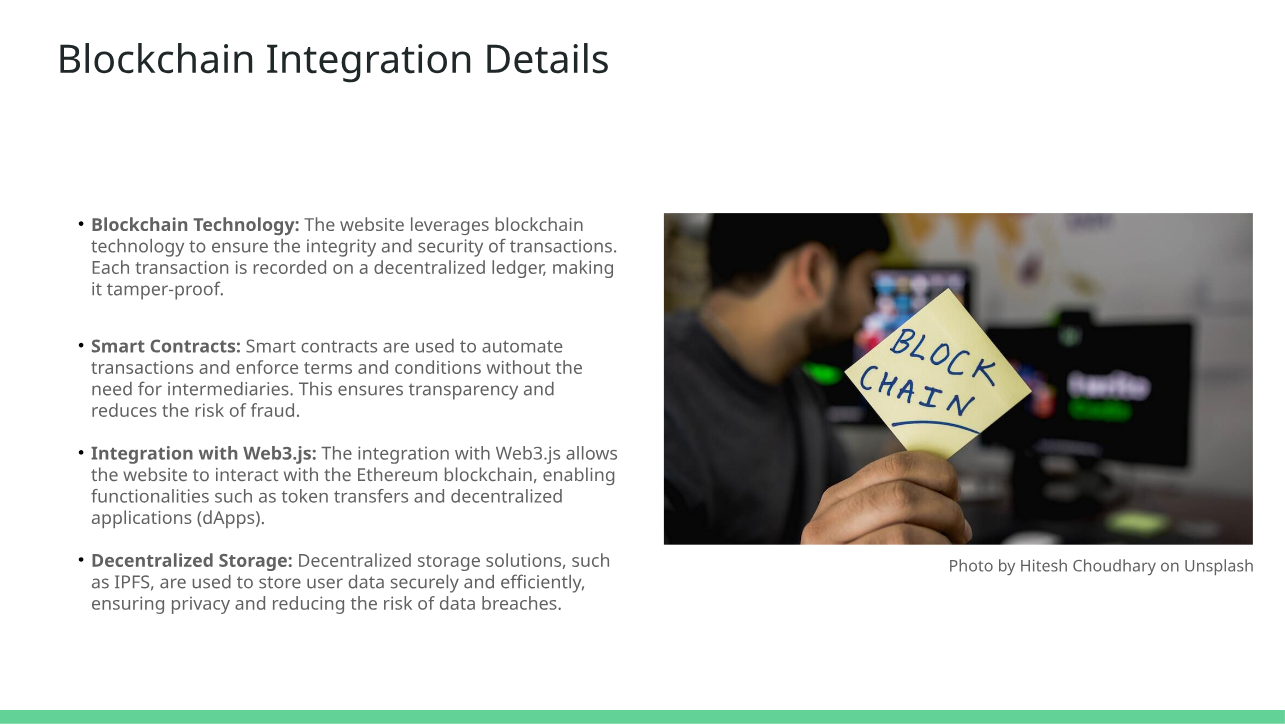 Blockchain Integration Details
• Blockchain Technology: The website leverages blockchain
technology to ensure the integrity and security of transactions.
Each transaction is recorded on a decentralized ledger, making
it tamper-proof.
• Smart Contracts: Smart contracts are used to automate
transactions and enforce terms and conditions without the
need for intermediaries. This ensures transparency and
reduces the risk of fraud.
• Integration with Web3.js: The integration with Web3.js allows
the website to interact with the Ethereum blockchain, enabling
functionalities such as token transfers and decentralized
applications (dApps).
• Decentralized Storage: Decentralized storage solutions, such
as IPFS, are used to store user data securely and efficiently,
ensuring privacy and reducing the risk of data breaches.
BLOCK
CHAIN
Photo by Hitesh Choudhary on Unsplash